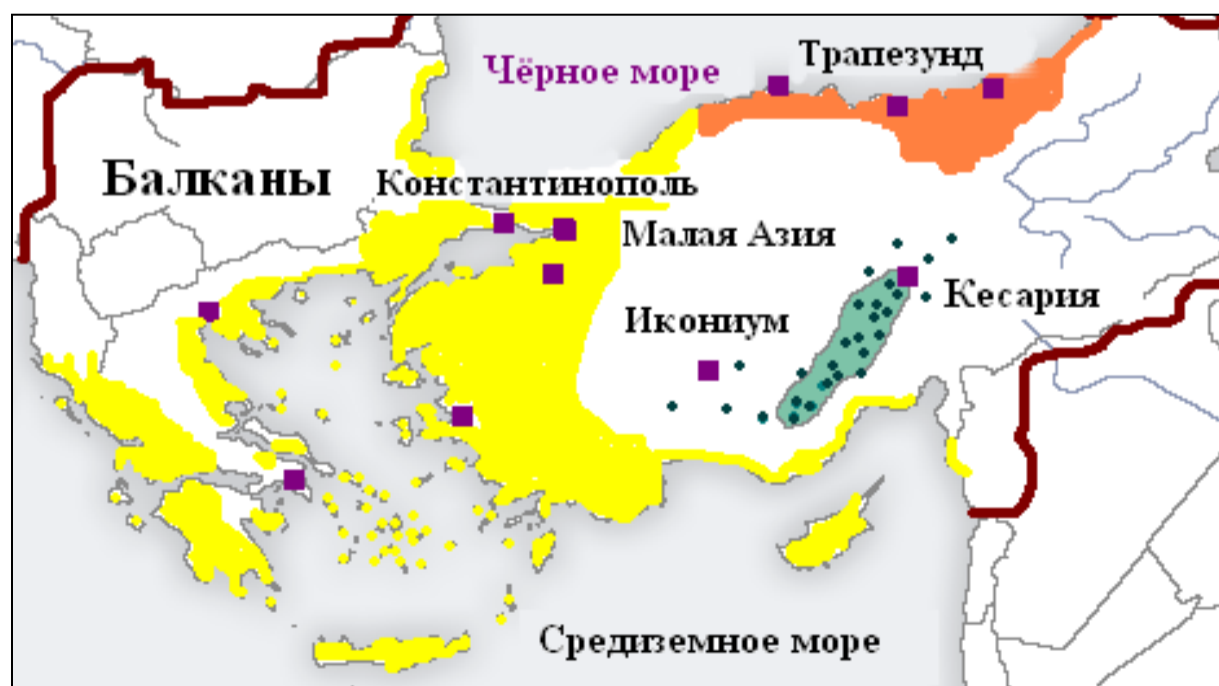 Трапезунд
Чёрное море
Балканы
Константинополь
Малая Азия
Кесария
Икониум
Средиземное море